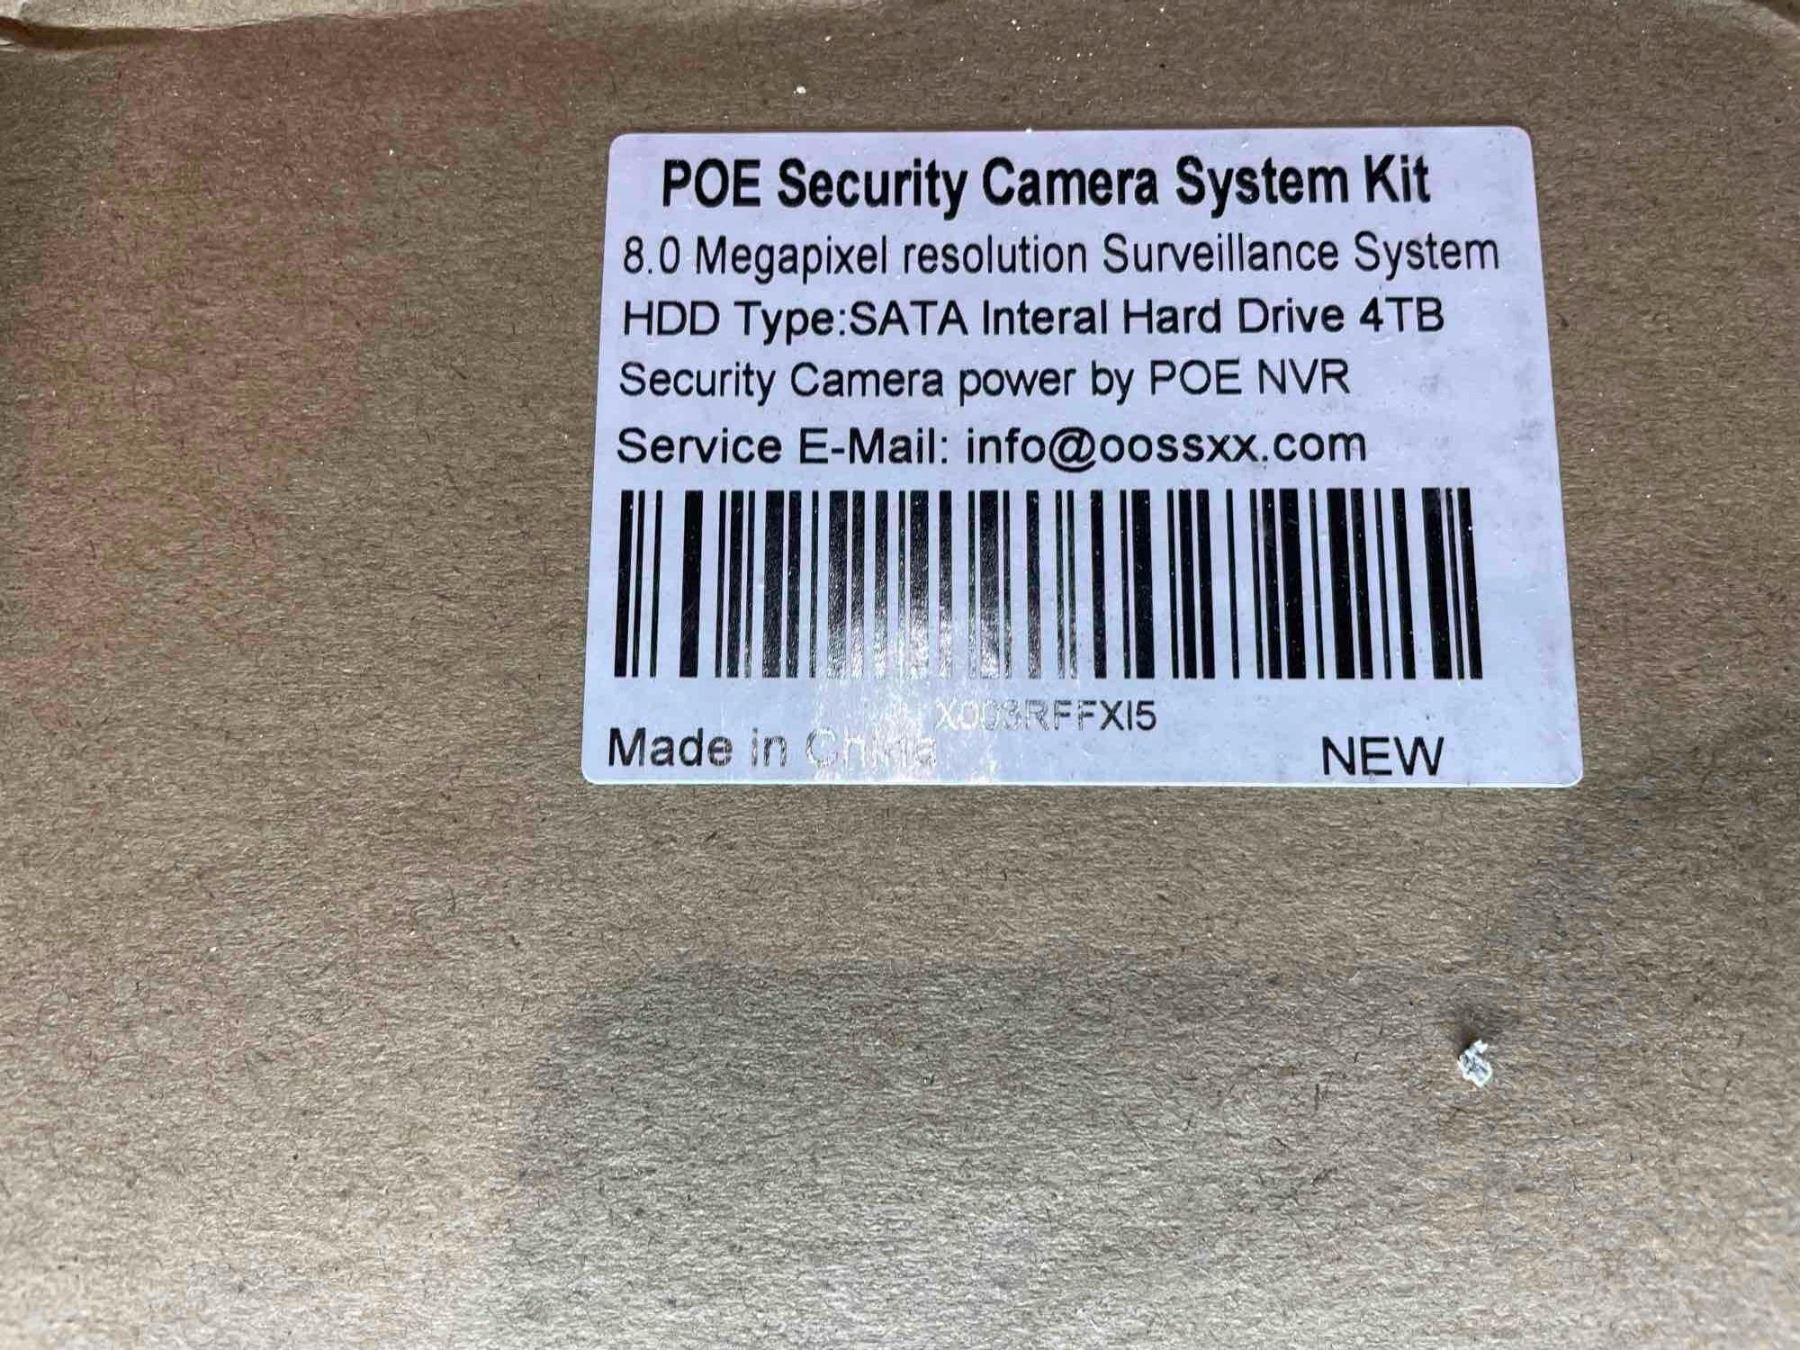 POE Security Camera System Kit
8.0 Megapixel resolution Surveillance System
HDD Type:SATA Interal Hard Drive 4TB
Security Camera power by POE NVR
Service E-Mail: info@oossxx.com
X003RFFXI5
Made in China
NEW